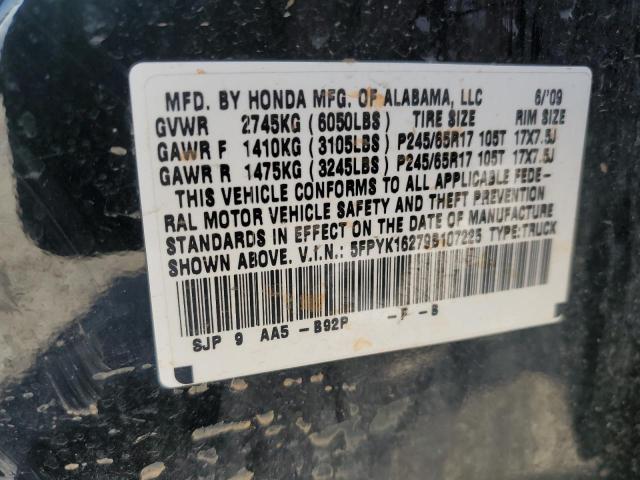 MFD. BY HONDA MFG. OF ALABAMA, LLC 6/'09
GVWR 2745KG (6050LBS) TIRE SIZE RIM SIZE
GAWR F 1410KG (3105LBS) P245/65R17 105T 17X7.5J
GAWR R 1475KG (3245LBS) P245/65R17 105T 17X7.5J
THIS VEHICLE CONFORMS TO ALL APPLICABLE FEDE-
RAL MOTOR VEHICLE SAFETY AND THEFT PREVENTION
STANDARDS IN EFFECT ON THE DATE OF MANUFACTURE
SHOWN ABOVE. V.I.N.: 5FPYK16279B107225 TYPE:TRUCK
SJP 9 AA5 -B92P -F -B